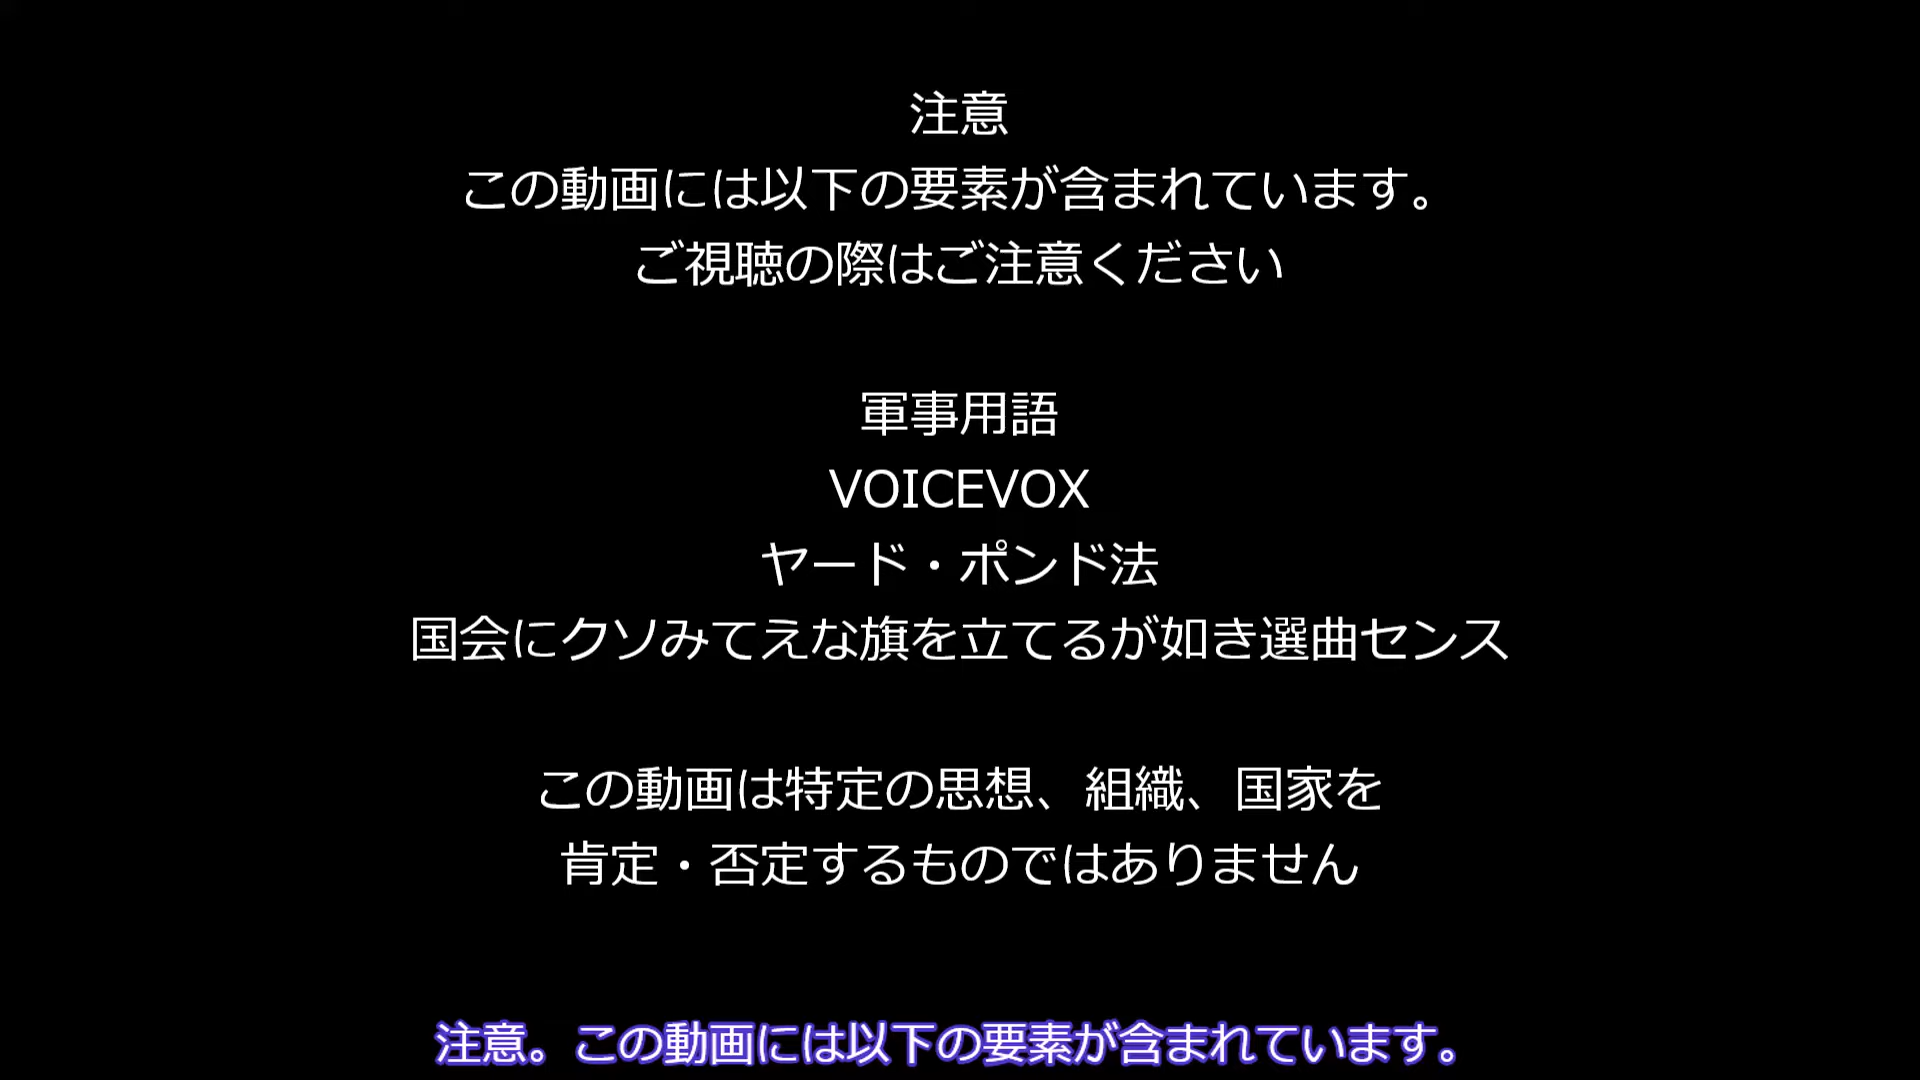 注意
この動画には以下の要素が含まれています。
ご視聴の際はご注意ください
軍事用語
VOICEVOX
ヤード・ポンド法
国会にクソみてえな旗を立てるが如き選曲センス
この動画は特定の思想、組織、国家を
肯定・否定するものではありません
注意。この動画には以下の要素が含まれています。